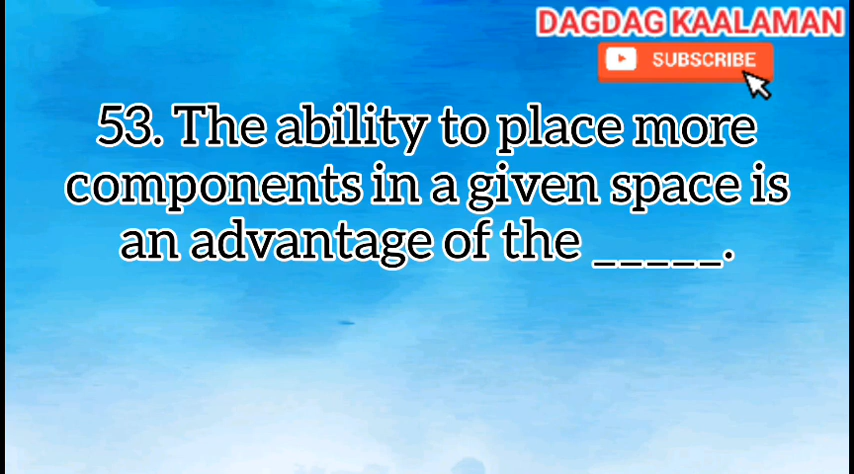 DAGDAG KAALAMAN
SUBSCRIBE
53. The ability to place more
components in a given space is
an advantage of the _____.